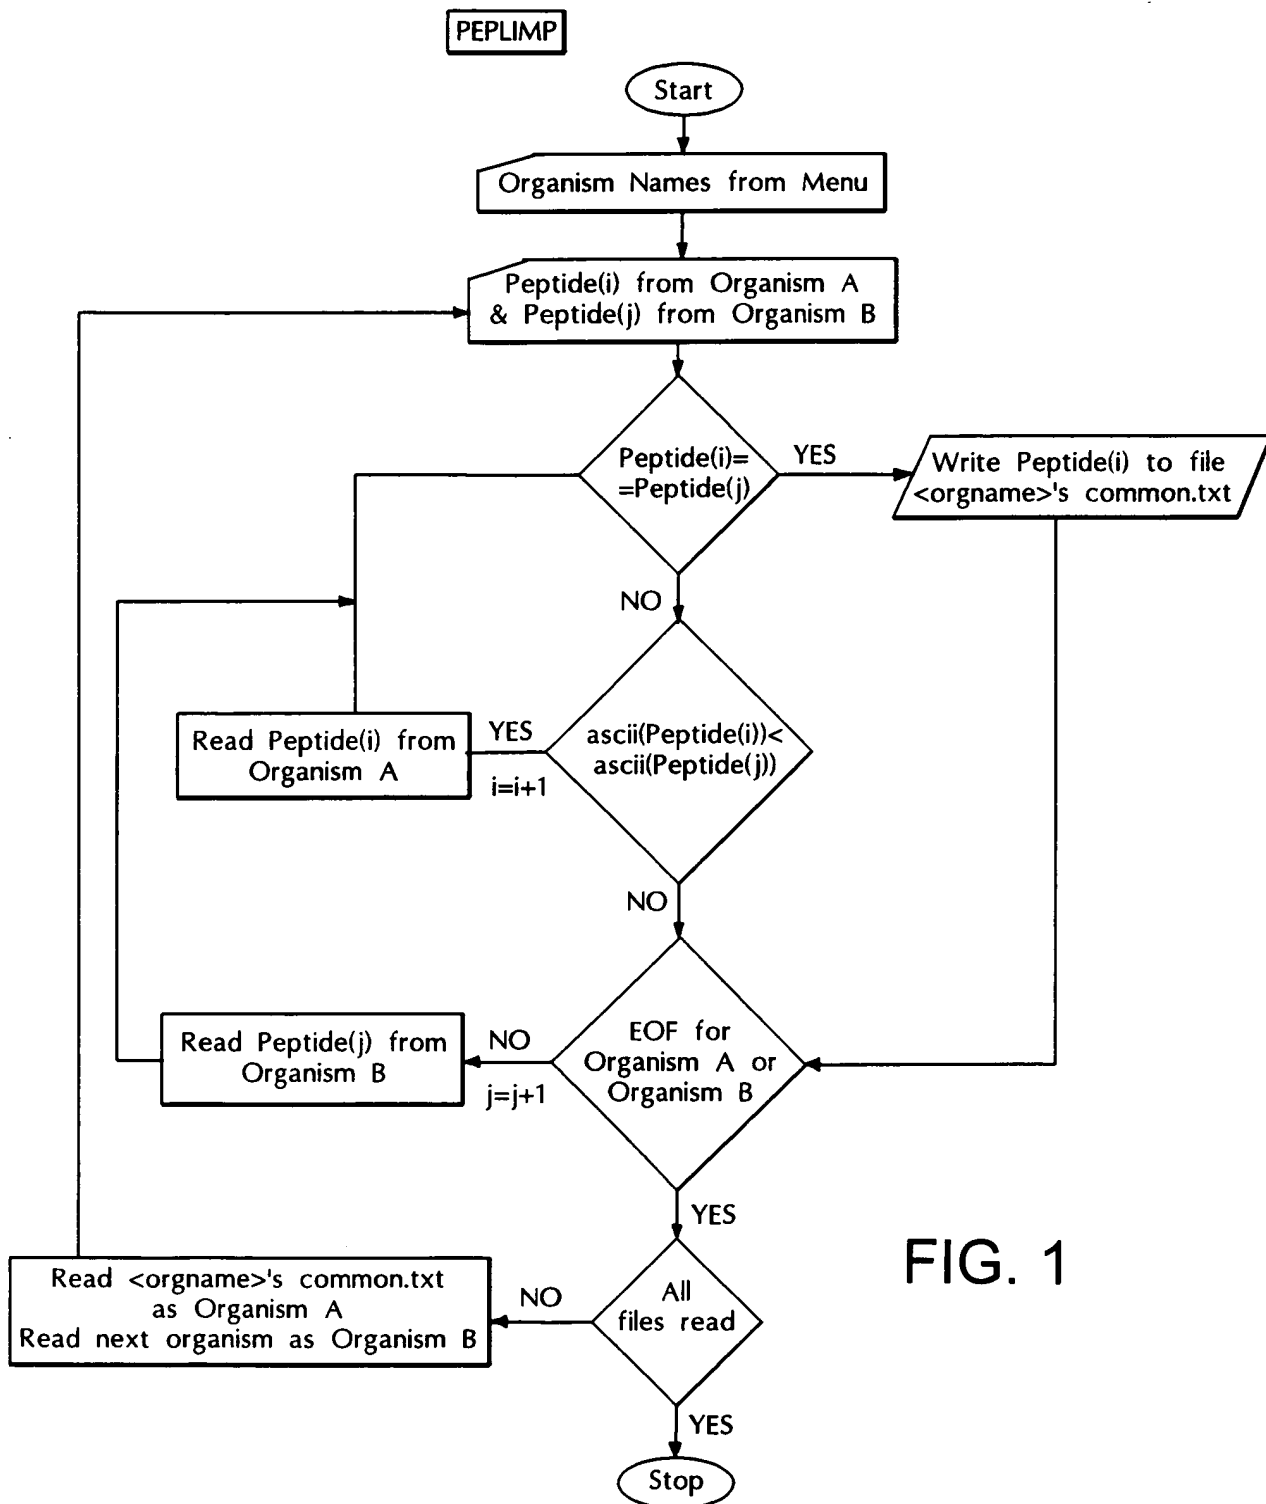 PEPLIMP
Start
Organism Names from Menu
Peptide(i) from Organism A
& Peptide(j) from Organism B
Peptide(i)=
=Peptide(j)
YES
Write Peptide(i) to file
<orgname>'s common.txt
NO
ascii(Peptide(i))<
ascii(Peptide(j))
YES
i=i+1
Read Peptide(i) from
Organism A
NO
EOF for
Organism A or
Organism B
NO
j=j+1
Read Peptide(j) from
Organism B
YES
All
files read
NO
Read <orgname>'s common.txt
as Organism A
Read next organism as Organism B
YES
Stop
FIG. 1